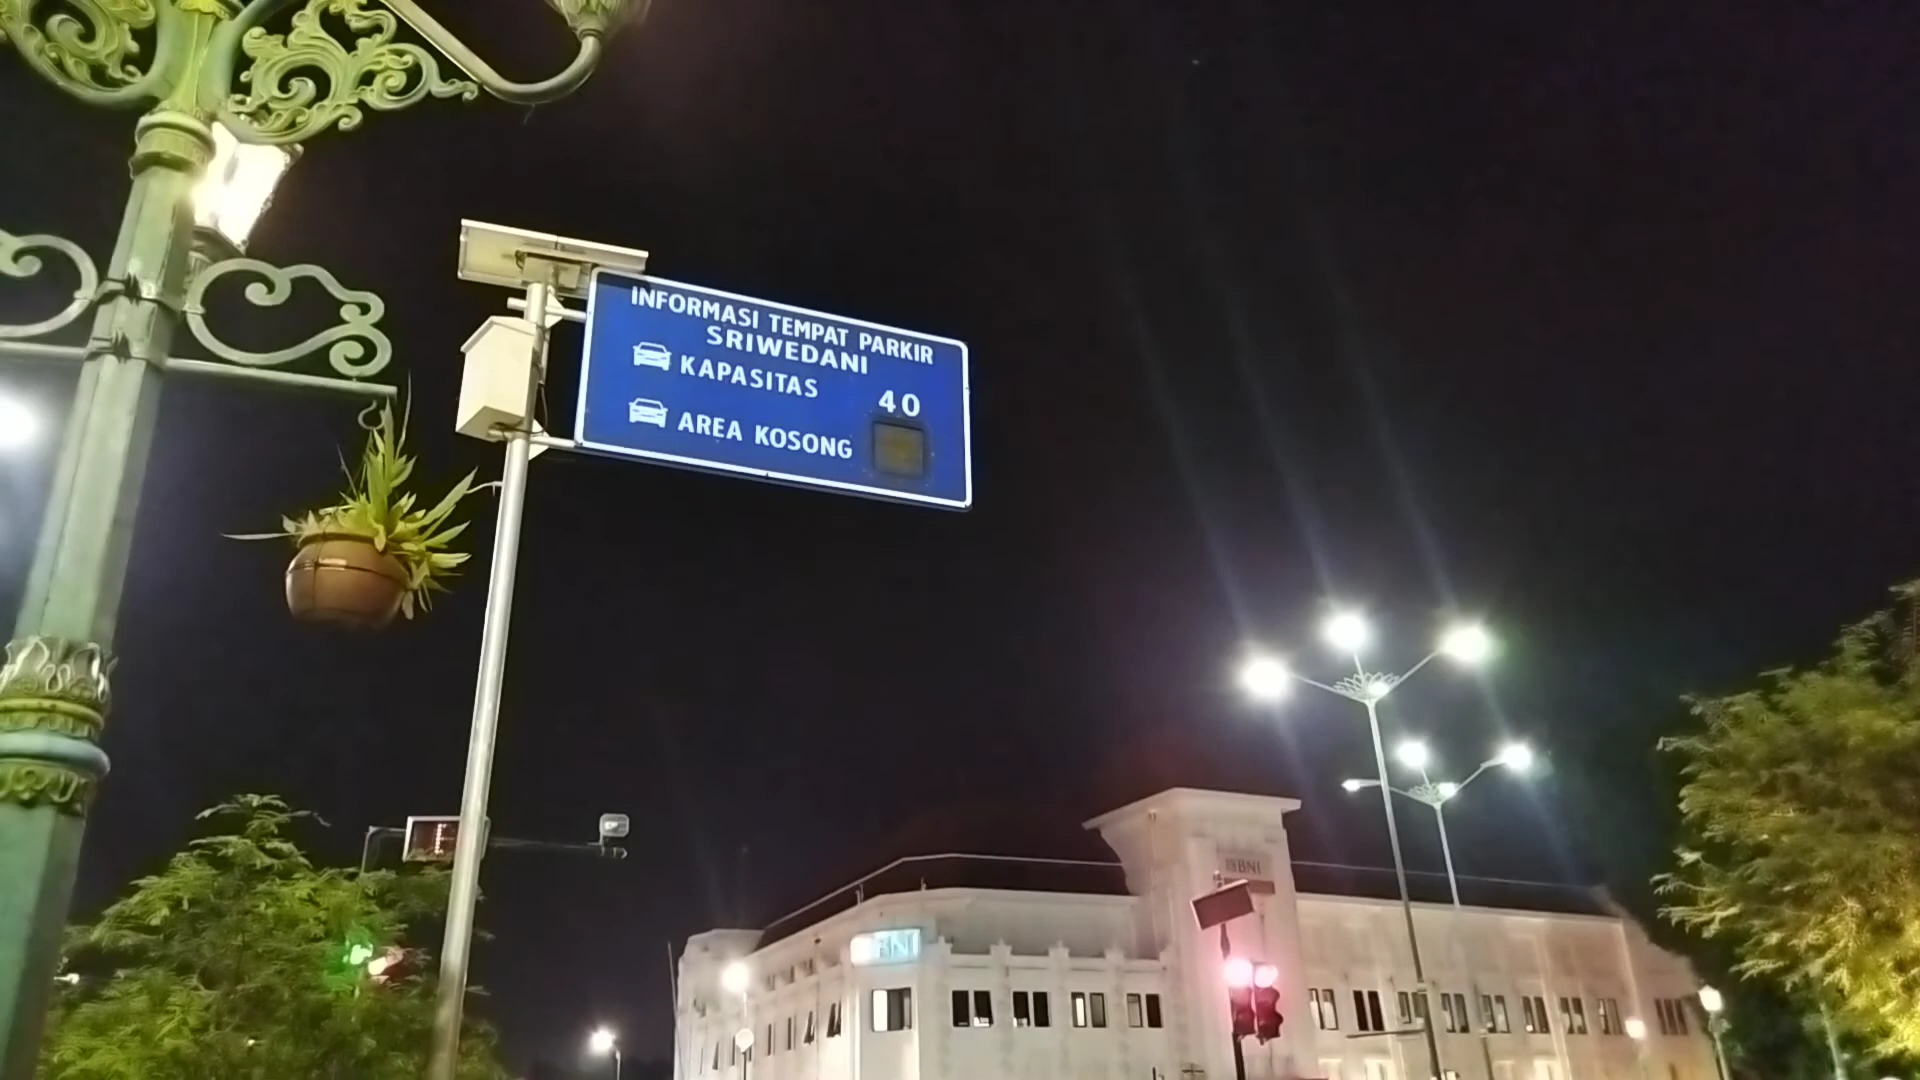 INFORMASI TEMPAT PARKIR
SRIWEDANI
KAPASITAS 40
AREA KOSONG
BNI
BNI